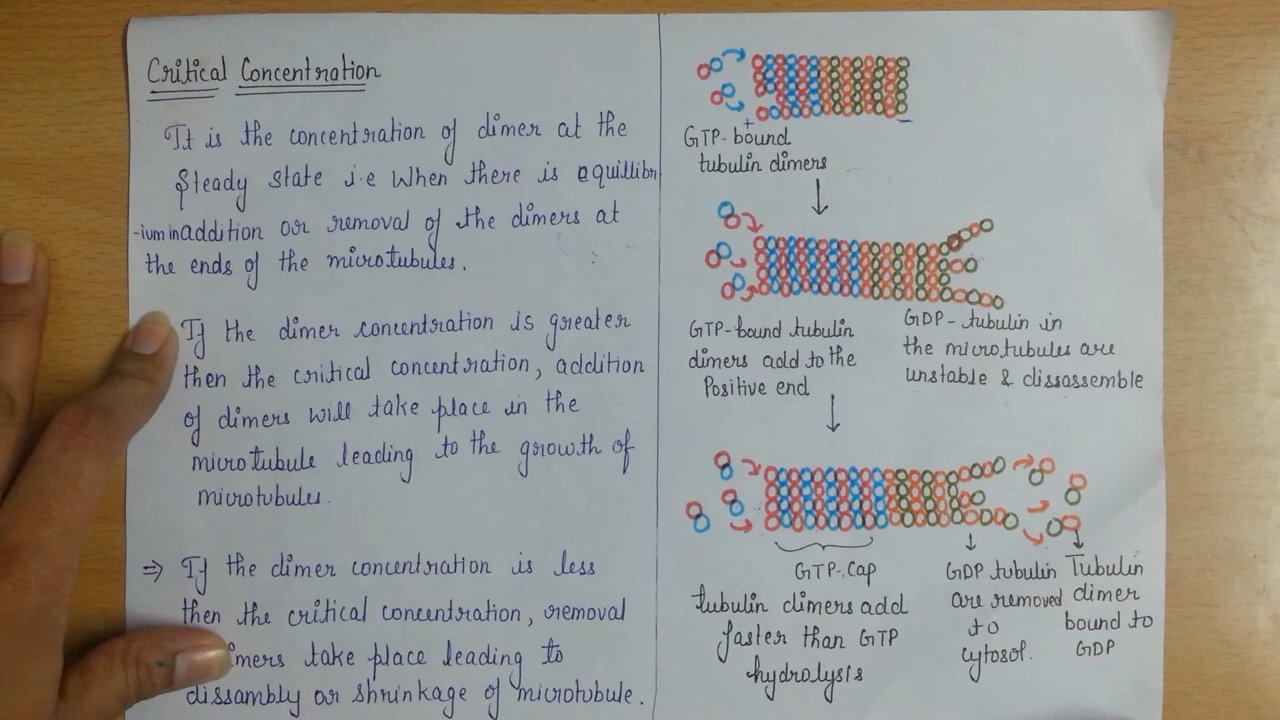 Critical Concentration
It is the concentration of dimer at the
steady state i.e When there is equillibr
-ium in addition or removal of the dimers at
the ends of the microtubules.
If the dimer concentration is greater
then the critical concentration, addition
of dimers will take place in the
microtubule leading to the growth of
microtubules.
⇒ If the dimer concentration is less
then the critical concentration, removal
imers take place leading to
dissambly or shrinkage of microtubule.
+ −
GTP-bound
tubulin dimers
GTP-bound tubulin
dimers add to the
Positive end
GDP-tubulin in
the microtubules are
unstable & dissassemble
GTP-Cap
tubulin dimers add
faster than GTP
hydrolysis
GDP tubulin
are removed
to
cytosol.
Tubulin
dimer
bound to
GDP